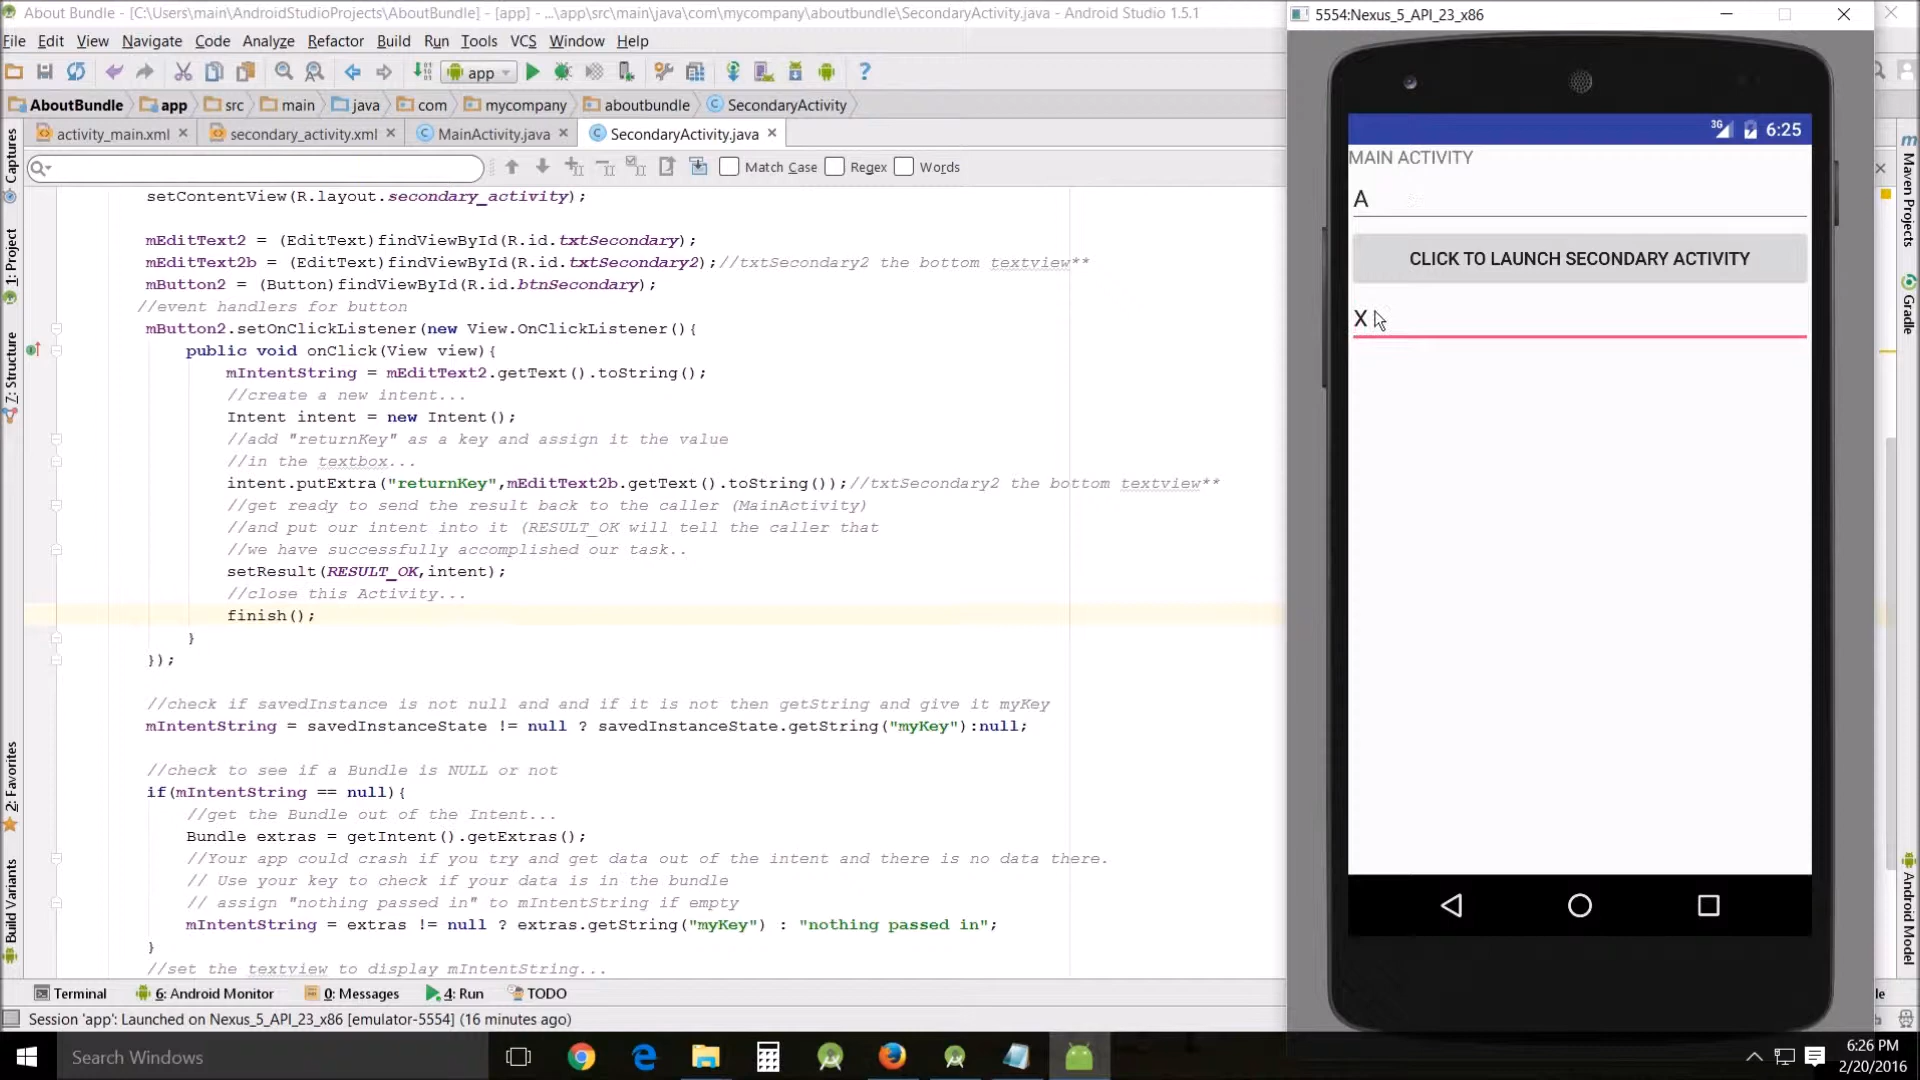 About Bundle - [C:\Users\main\AndroidStudioProjects\AboutBundle] - [app] - ...\app\src\main\java\com\mycompany\aboutbundle\SecondaryActivity.java - Android Studio 1.5.1
File Edit View Navigate Code Analyze Refactor Build Run Tools VCS Window Help
app
AboutBundle app src main java com mycompany aboutbundle SecondaryActivity
activity_main.xml secondary_activity.xml MainActivity.java SecondaryActivity.java
Match Case Regex Words
setContentView(R.layout.secondary_activity);
mEditText2 = (EditText)findViewById(R.id.txtSecondary);
mEditText2b = (EditText)findViewById(R.id.txtSecondary2);//txtSecondary2 the bottom textview**
mButton2 = (Button)findViewById(R.id.btnSecondary);
//event handlers for button
mButton2.setOnClickListener(new View.OnClickListener(){
public void onClick(View view){
mIntentString = mEditText2.getText().toString();
//create a new intent...
Intent intent = new Intent();
//add "returnKey" as a key and assign it the value
//in the textbox...
intent.putExtra("returnKey",mEditText2b.getText().toString());//txtSecondary2 the bottom textview**
//get ready to send the result back to the caller (MainActivity)
//and put our intent into it (RESULT_OK will tell the caller that
//we have successfully accomplished our task..
setResult(RESULT_OK,intent);
//close this Activity...
finish();
}
});
//check if savedInstance is not null and and if it is not then getString and give it myKey
mIntentString = savedInstanceState != null ? savedInstanceState.getString("myKey"):null;
//check to see if a Bundle is NULL or not
if(mIntentString == null){
//get the Bundle out of the Intent...
Bundle extras = getIntent().getExtras();
//Your app could crash if you try and get data out of the intent and there is no data there.
// Use your key to check if your data is in the bundle
// assign "nothing passed in" to mIntentString if empty
mIntentString = extras != null ? extras.getString("myKey") : "nothing passed in";
}
//set the textview to display mIntentString...
Captures
1: Project
7: Structure
2: Favorites
Build Variants
Terminal 6: Android Monitor 0: Messages 4: Run TODO
Session 'app': Launched on Nexus_5_API_23_x86 [emulator-5554] (16 minutes ago)
5554:Nexus_5_API_23_x86
3G 6:25
MAIN ACTIVITY
A
CLICK TO LAUNCH SECONDARY ACTIVITY
X
m
Maven Projects
Gradle
Android Model
le
Search Windows
6:26 PM
2/20/2016